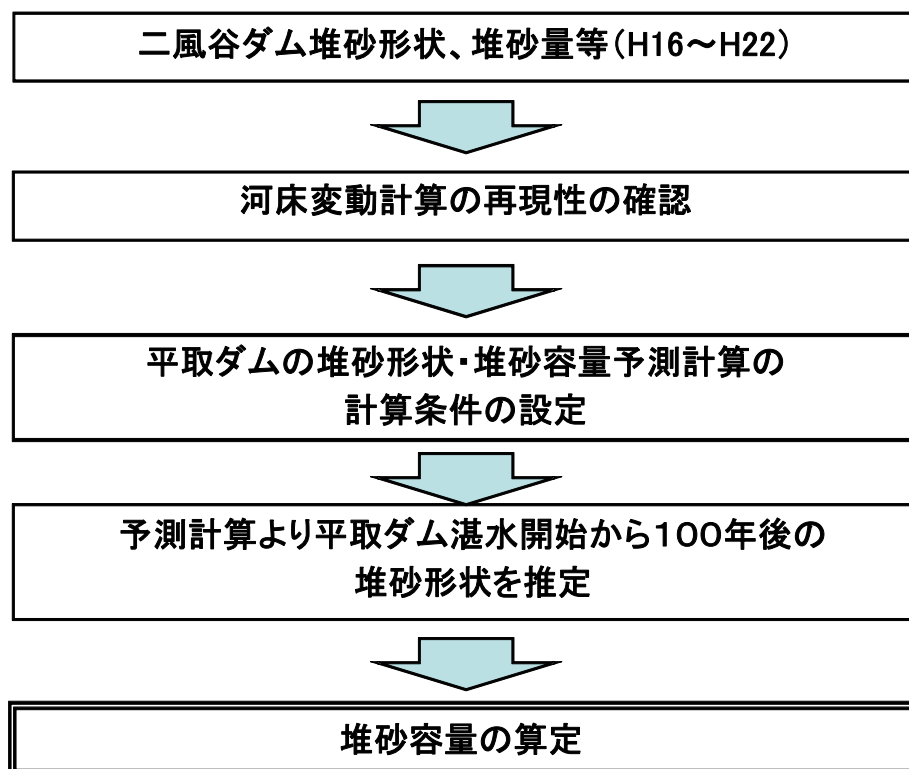 二風谷ダム堆砂形状、堆砂量等(H16～H22)
河床変動計算の再現性の確認
平取ダムの堆砂形状・堆砂容量予測計算の
計算条件の設定
予測計算より平取ダム湛水開始から１００年後の
堆砂形状を推定
堆砂容量の算定